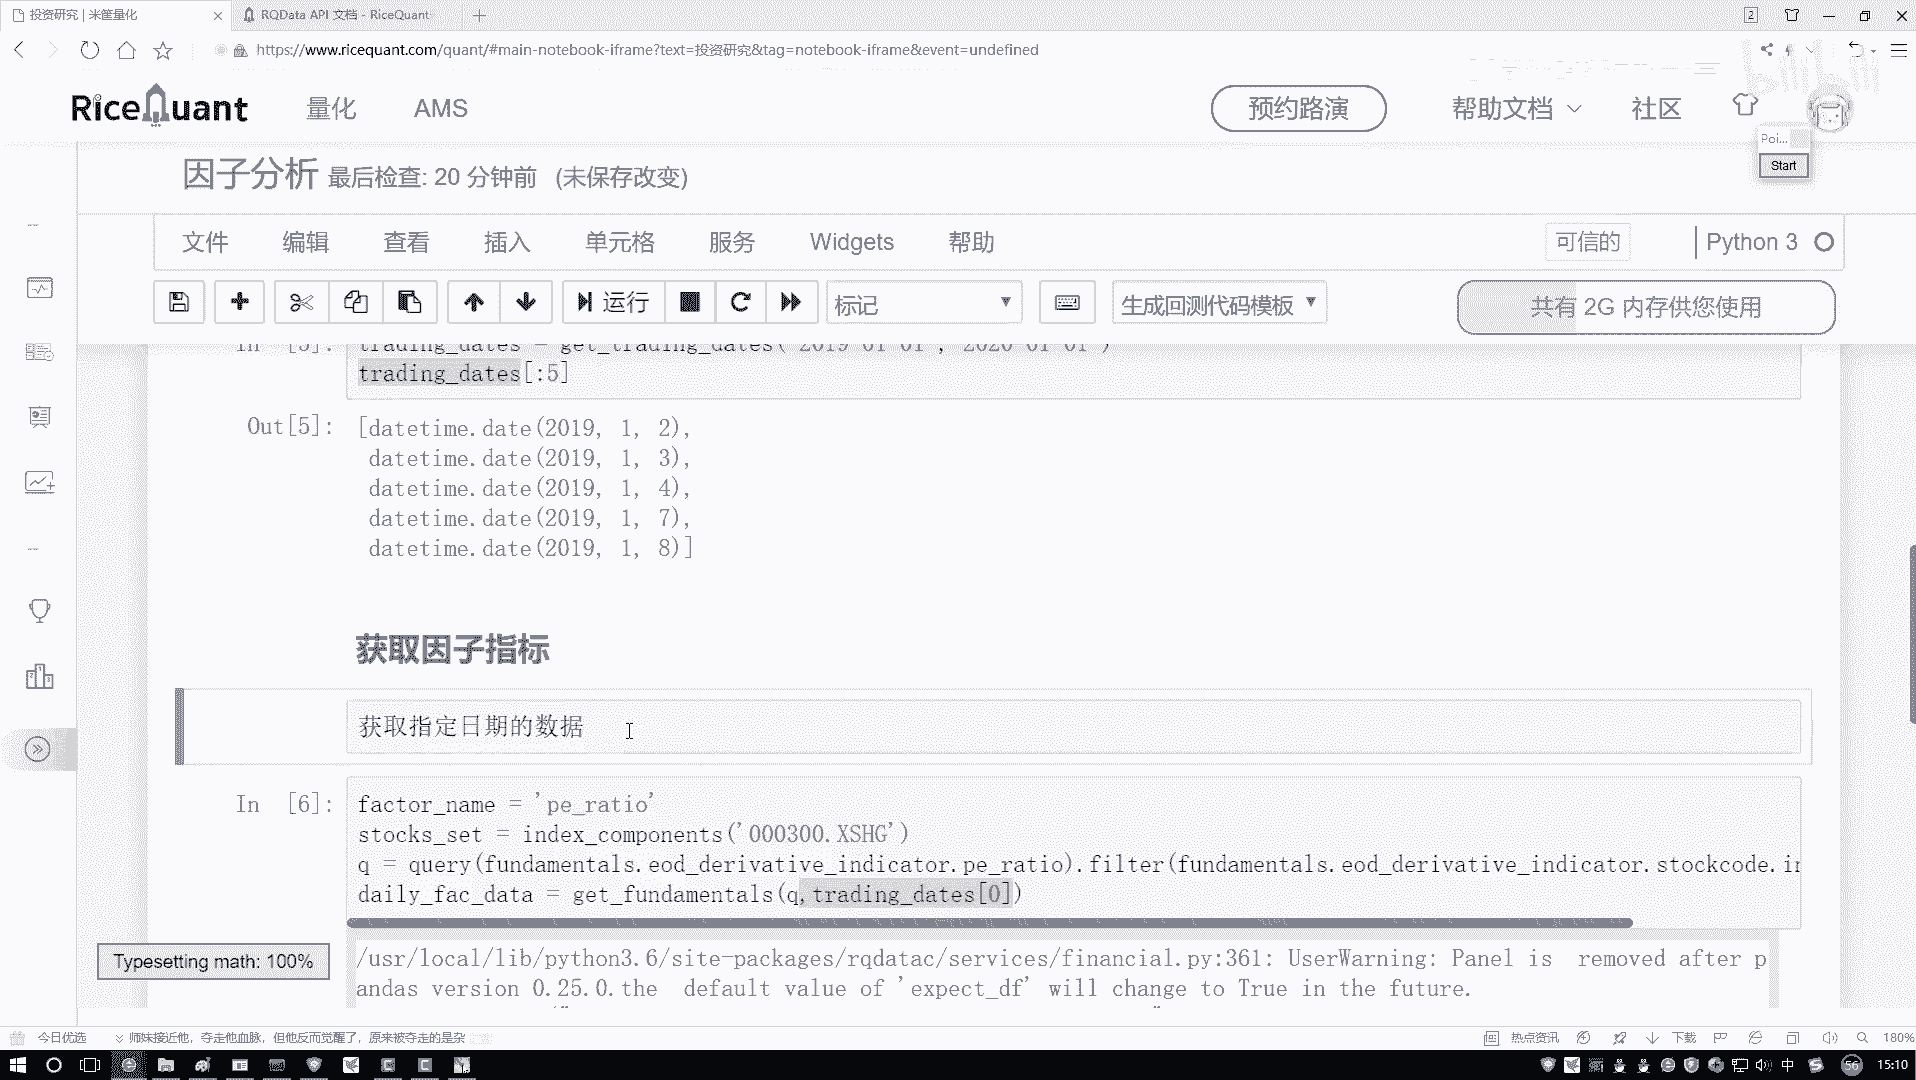 投资研究 | 米筐量化
RQData API 文档 - RiceQuant
2
https://www.ricequant.com/quant/#main-notebook-iframe?text=投资研究&tag=notebook-iframe&event=undefined
RiceQuant 量化 AMS 预约路演 帮助文档 社区
Poi...
Start
因子分析 最后检查: 20 分钟前 (未保存改变)
文件 编辑 查看 插入 单元格 服务 Widgets 帮助 可信的 Python 3
运行 标记 生成回测代码模板 共有 2G 内存供您使用
In [5]: trading_dates = get_trading_dates('2019-01-01', '2020-01-01')
trading_dates[:5]
Out[5]: [datetime.date(2019, 1, 2),
datetime.date(2019, 1, 3),
datetime.date(2019, 1, 4),
datetime.date(2019, 1, 7),
datetime.date(2019, 1, 8)]
获取因子指标
获取指定日期的数据
In [6]: factor_name = 'pe_ratio'
stocks_set = index_components('000300.XSHG')
q = query(fundamentals.eod_derivative_indicator.pe_ratio).filter(fundamentals.eod_derivative_indicator.stockcode.in
daily_fac_data = get_fundamentals(q,trading_dates[0])
/usr/local/lib/python3.6/site-packages/rqdatac/services/financial.py:361: UserWarning: Panel is removed after p
andas version 0.25.0.the default value of 'expect_df' will change to True in the future.
Typesetting math: 100%
今日优选 师妹接近他，夺走他血脉，但他反而觉醒了，原来被夺走的是杂 热点资讯 下载 180%
中 56 15:10